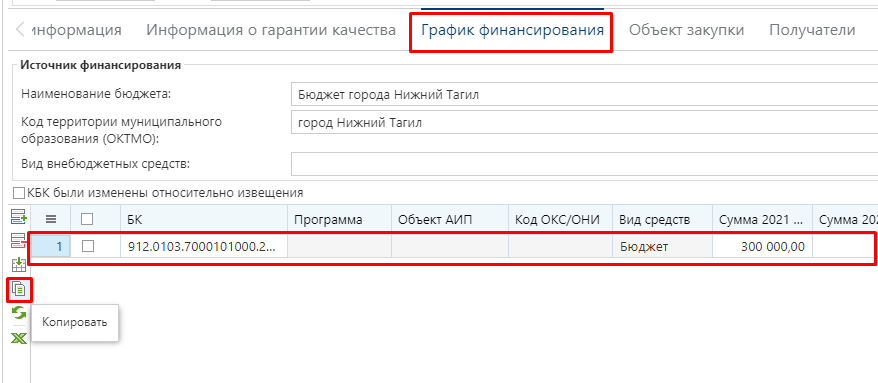 информация Информация о гарантии качества График финансирования Объект закупки Получатели
Источник финансирования
Наименование бюджета: Бюджет города Нижний Тагил
Код территории муниципального образования (ОКТМО): город Нижний Тагил
Вид внебюджетных средств:
КБК были изменены относительно извещения
БК Программа Объект АИП Код ОКС/ОНИ Вид средств Сумма 2021 ... Сумма 202
1 912.0103.7000101000.2... Бюджет 300 000,00
Копировать